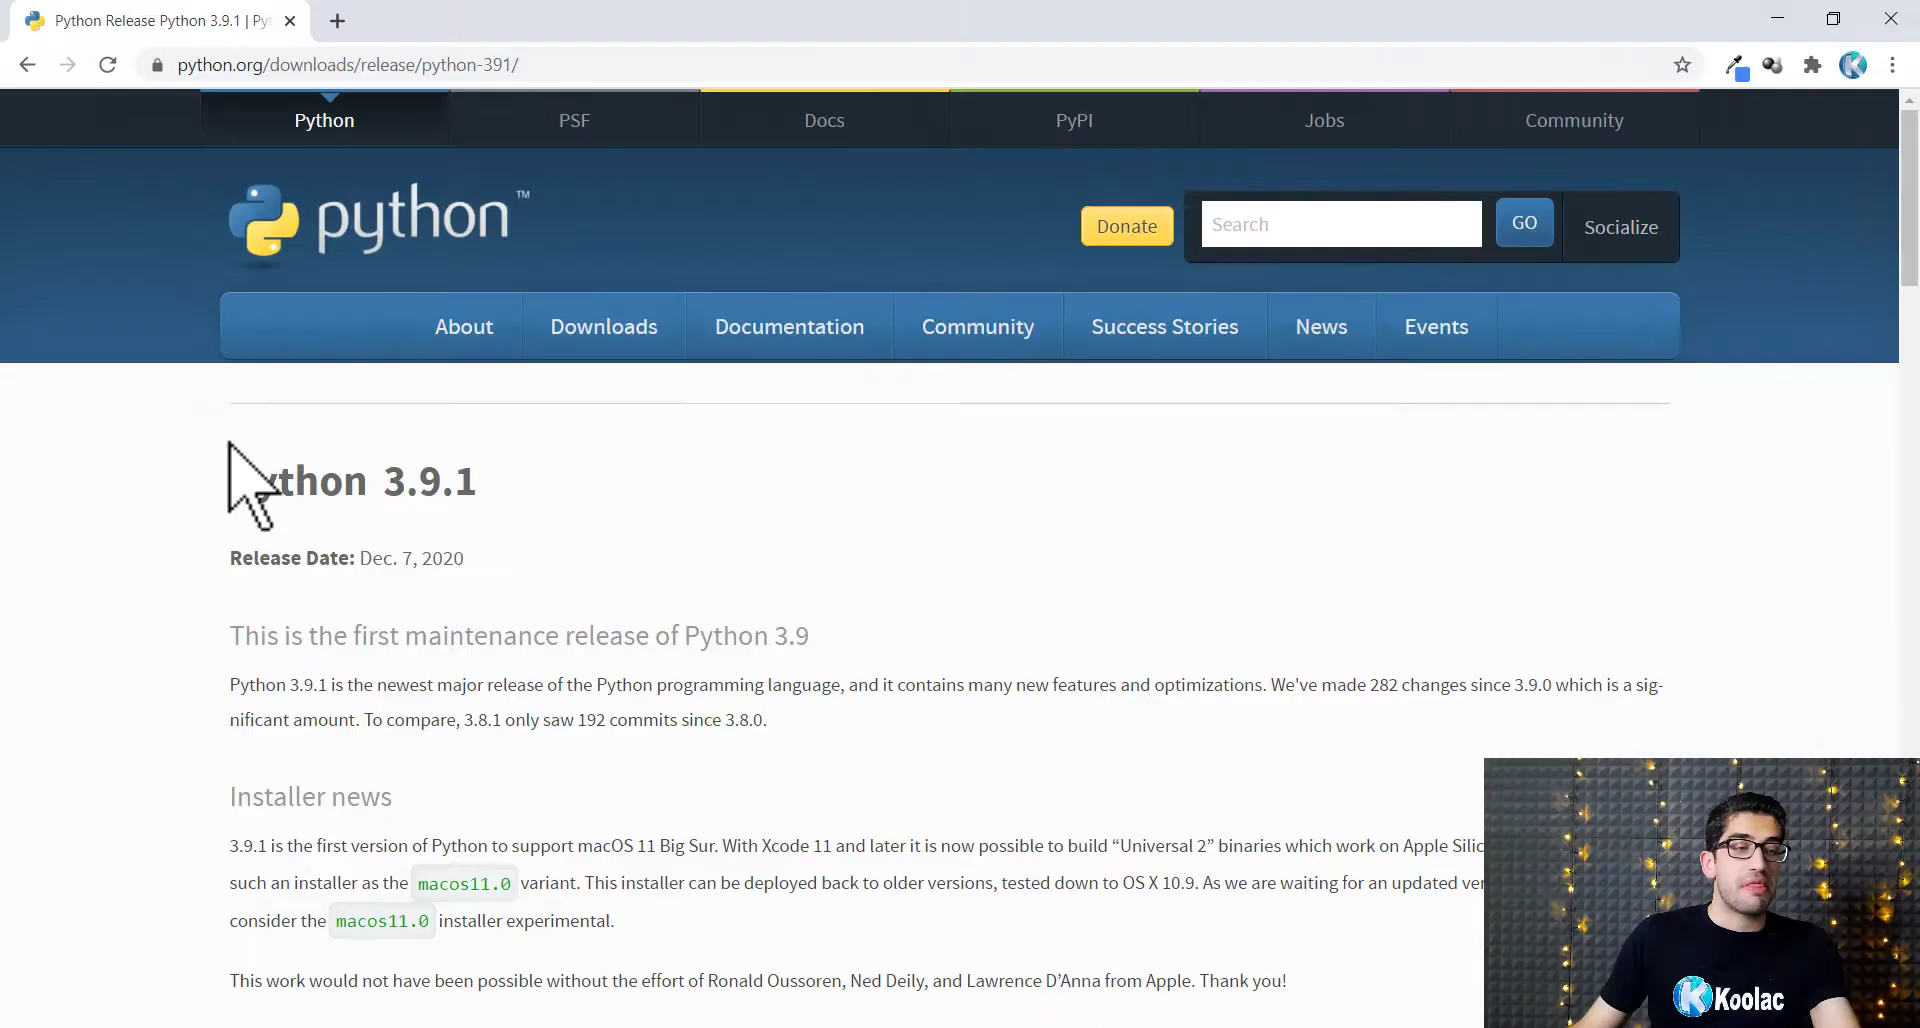 Python Release Python 3.9.1 | Py
python.org/downloads/release/python-391/
Python PSF Docs PyPI Jobs Community
python™
Donate Search GO Socialize
About Downloads Documentation Community Success Stories News Events
ython 3.9.1
Release Date: Dec. 7, 2020
This is the first maintenance release of Python 3.9
Python 3.9.1 is the newest major release of the Python programming language, and it contains many new features and optimizations. We've made 282 changes since 3.9.0 which is a sig-
nificant amount. To compare, 3.8.1 only saw 192 commits since 3.8.0.
Installer news
3.9.1 is the first version of Python to support macOS 11 Big Sur. With Xcode 11 and later it is now possible to build “Universal 2” binaries which work on Apple Silic
such an installer as the macos11.0 variant. This installer can be deployed back to older versions, tested down to OS X 10.9. As we are waiting for an updated ver
consider the macos11.0 installer experimental.
This work would not have been possible without the effort of Ronald Oussoren, Ned Deily, and Lawrence D’Anna from Apple. Thank you!
Koolac